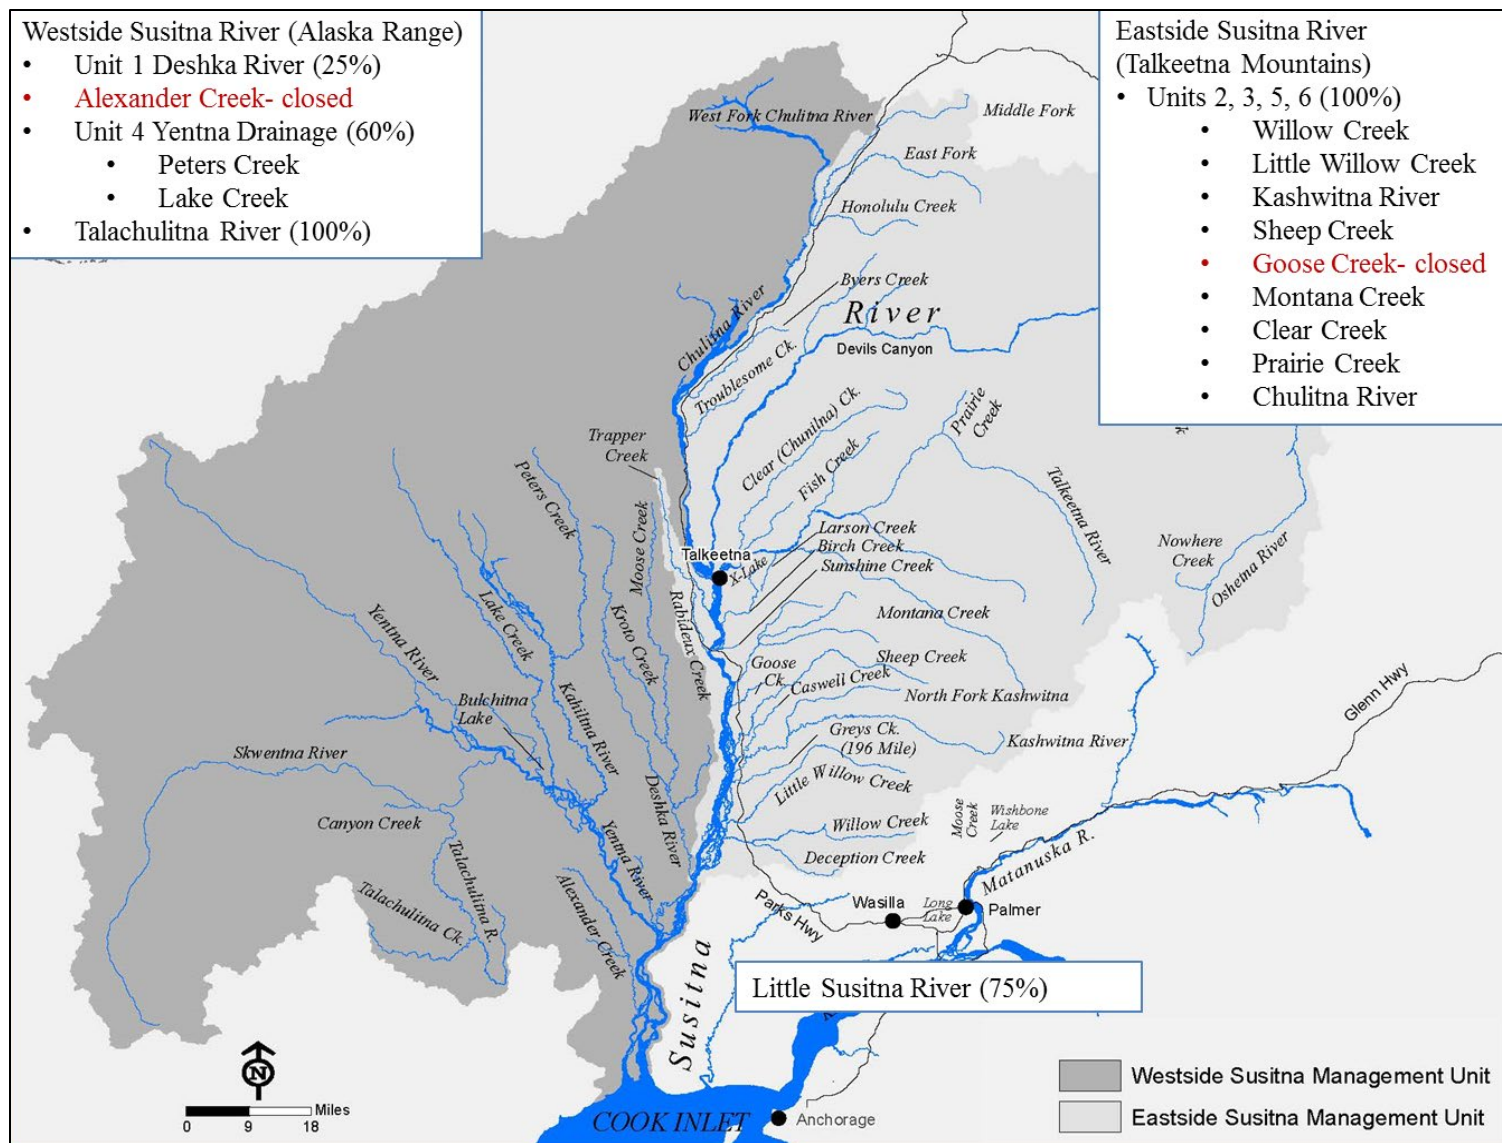 Westside Susitna River (Alaska Range)
• Unit 1 Deshka River (25%)
• Alexander Creek- closed
• Unit 4 Yentna Drainage (60%)
• Peters Creek
• Lake Creek
• Talachulitna River (100%)
Eastside Susitna River
(Talkeetna Mountains)
• Units 2, 3, 5, 6 (100%)
• Willow Creek
• Little Willow Creek
• Kashwitna River
• Sheep Creek
• Goose Creek- closed
• Montana Creek
• Clear Creek
• Prairie Creek
• Chulitna River
West Fork Chulitna River
Middle Fork
East Fork
Honolulu Creek
Byers Creek
River
Devils Canyon
Chulitna River
Troublesome Ck.
Clear (Chunilna) Ck.
Prairie
Creek
Fish Creek
Trapper
Creek
Peters Creek
Moose Creek
Talkeetna River
Larson Creek
Birch Creek
Sunshine Creek
Talkeetna
X-Lake
Nowhere
Creek
Oshetna River
Lake Creek
Kroto Creek
Rabideux Creek
Montana Creek
Yentna River
Goose
Ck.
Sheep Creek
Caswell Creek
North Fork Kashwitna
Bulchitna
Lake
Kahiltna River
Glenn Hwy
Greys Ck.
(196 Mile)
Kashwitna River
Skwentna River
Little Willow Creek
Deshka River
Canyon Creek
Yentna River
Willow Creek
Moose
Creek
Wishbone
Lake
Deception Creek
Matanuska R.
Talachulitna R.
Talachulitna Ck.
Alexander Creek
Parks Hwy
Wasilla
Long
Lake
Palmer
Susitna
Little Susitna River (75%)
N
Miles
0 9 18
COOK INLET
Anchorage
Westside Susitna Management Unit
Eastside Susitna Management Unit